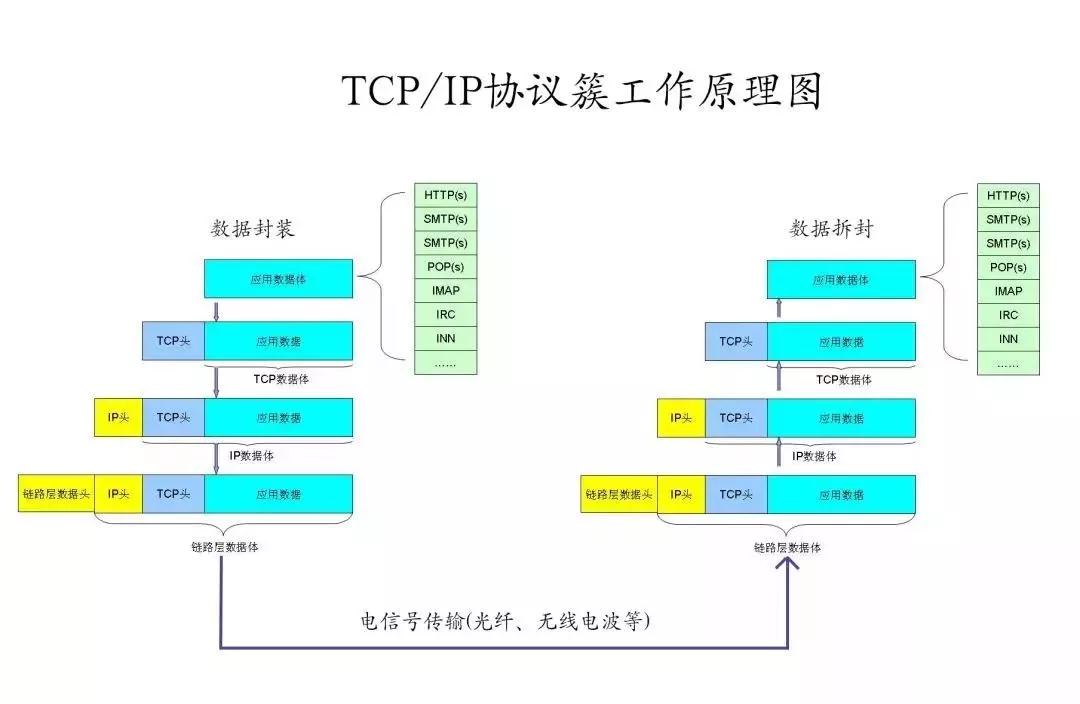 TCP/IP协议簇工作原理图
数据封装
应用数据体
HTTP(s)
SMTP(s)
SMTP(s)
POP(s)
IMAP
IRC
INN
……
TCP头 应用数据
TCP数据体
IP头 TCP头 应用数据
IP数据体
链路层数据头 IP头 TCP头 应用数据
链路层数据体
数据拆封
应用数据体
HTTP(s)
SMTP(s)
SMTP(s)
POP(s)
IMAP
IRC
INN
……
TCP头 应用数据
TCP数据体
IP头 TCP头 应用数据
IP数据体
链路层数据头 IP头 TCP头 应用数据
链路层数据体
电信号传输(光纤、无线电波等)